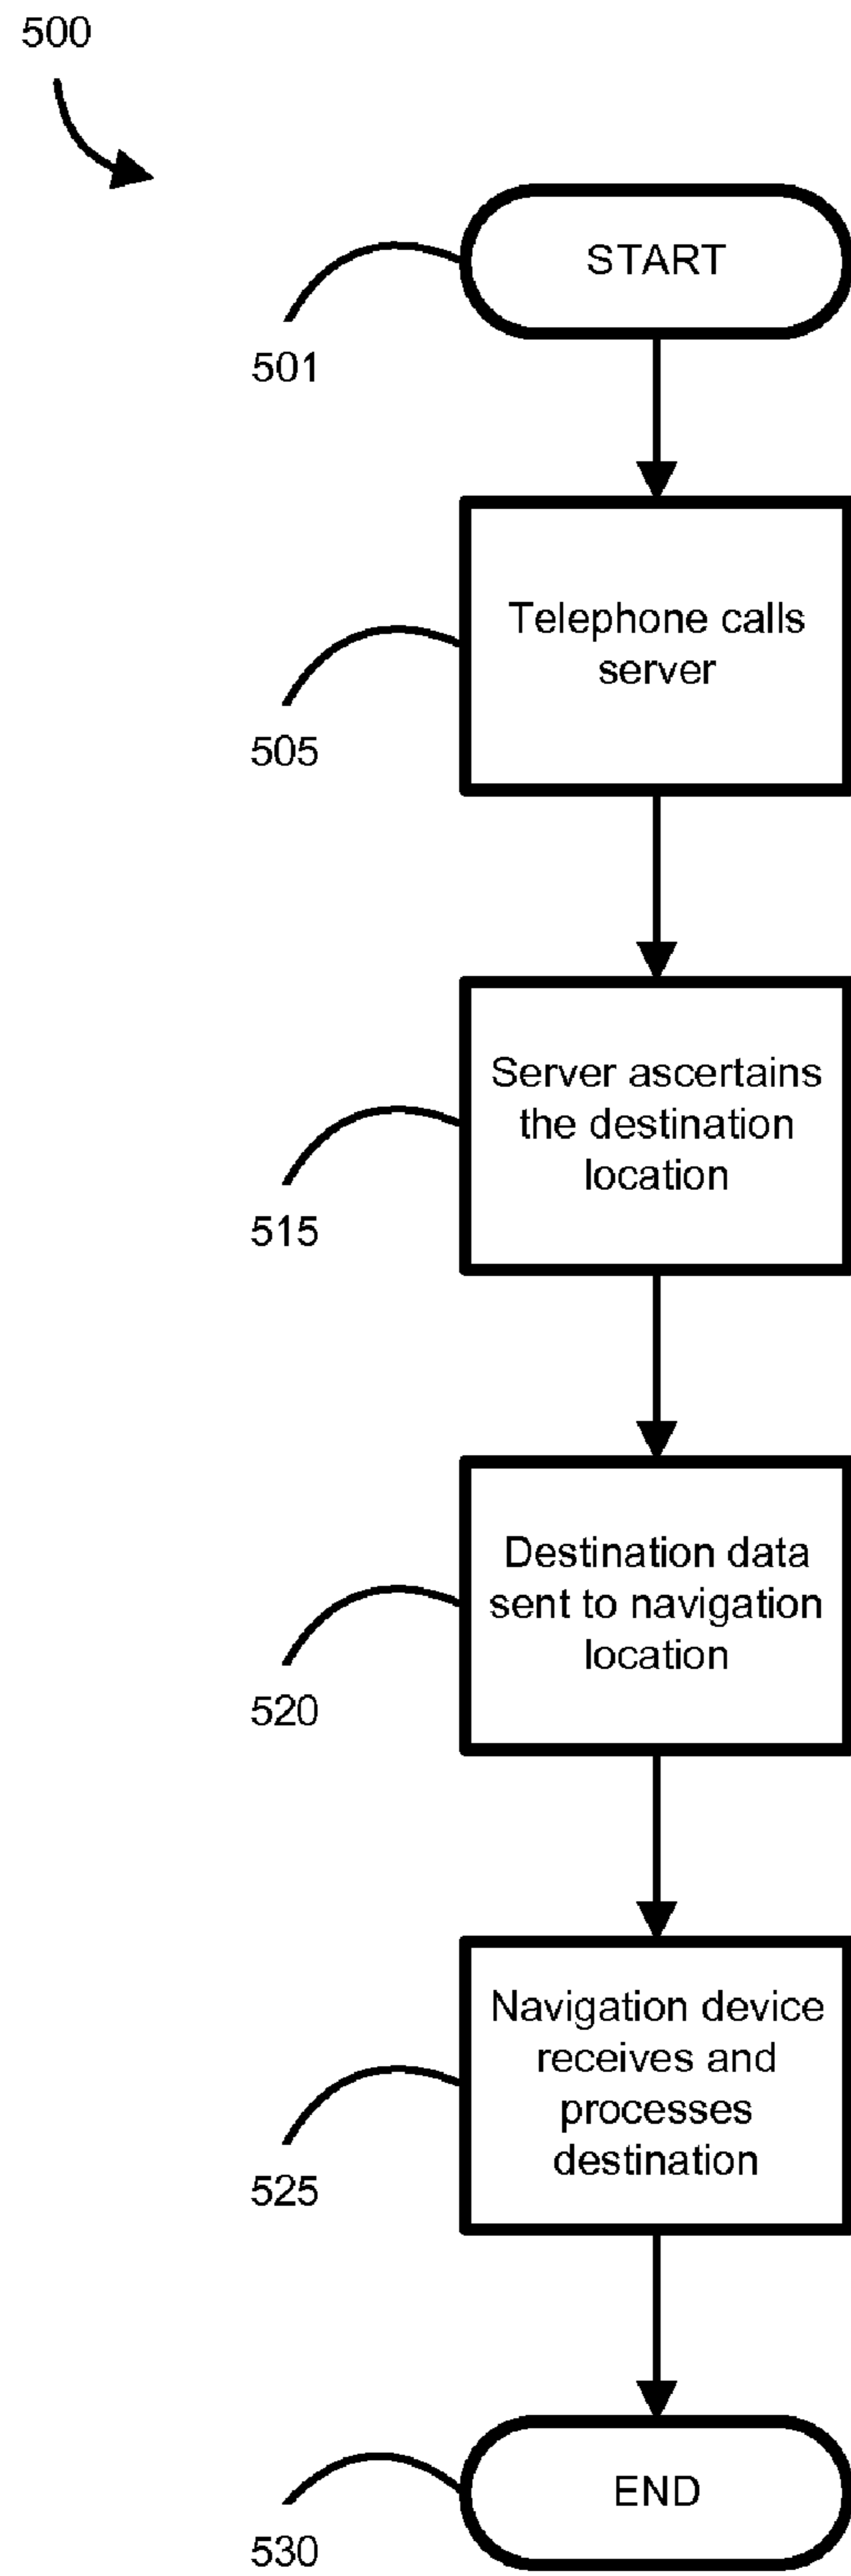 500
START
501
Telephone calls
server
505
Server ascertains
the destination
location
515
Destination data
sent to navigation
location
520
Navigation device
receives and
processes
destination
525
END
530